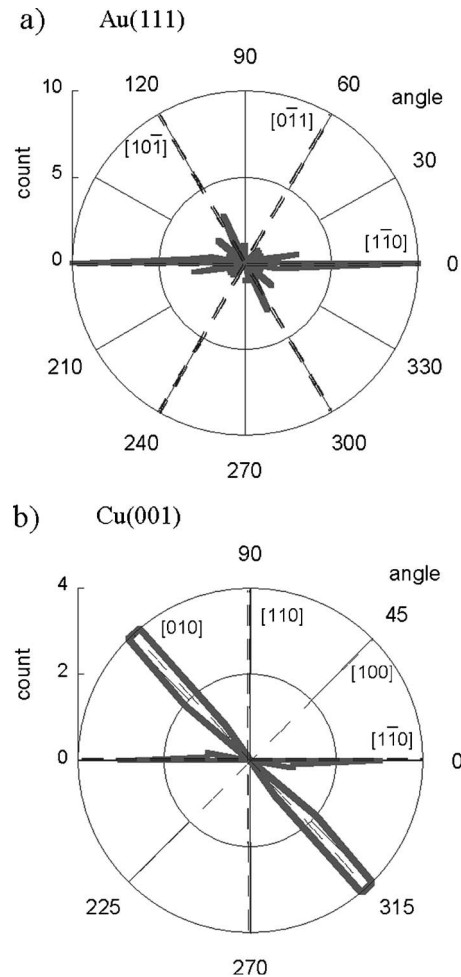 a) Au(111)
90
10 120 60 angle
[101̄] [01̄1]
5 30
count
[11̄0]
0 0
210 330
240 300
270
b) Cu(001)
90
4 angle
[010] [110] 45
2 [100]
count
[11̄0]
0 0
225 315
270